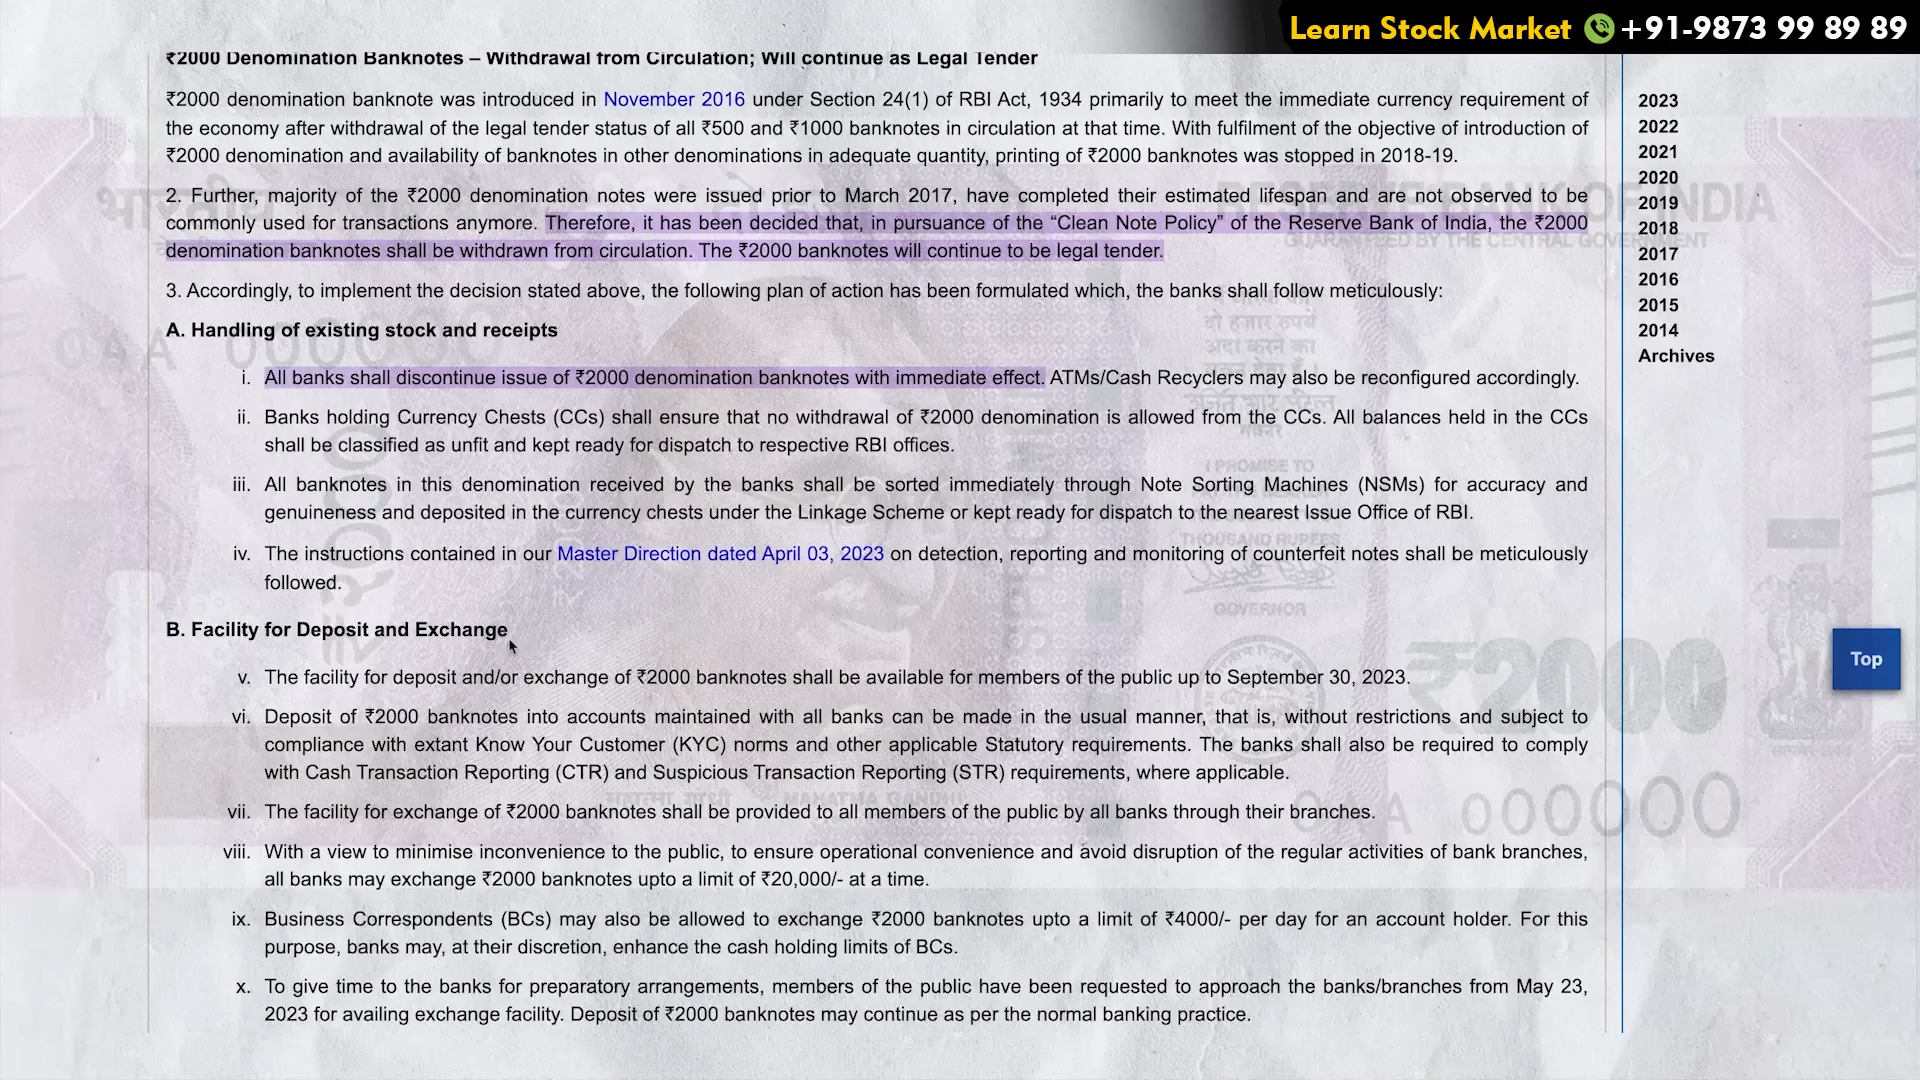 Learn Stock Market +91-9873 99 89 89
₹2000 Denomination Banknotes – Withdrawal from Circulation; Will continue as Legal Tender
₹2000 denomination banknote was introduced in November 2016 under Section 24(1) of RBI Act, 1934 primarily to meet the immediate currency requirement of
the economy after withdrawal of the legal tender status of all ₹500 and ₹1000 banknotes in circulation at that time. With fulfilment of the objective of introduction of
₹2000 denomination and availability of banknotes in other denominations in adequate quantity, printing of ₹2000 banknotes was stopped in 2018-19.
2. Further, majority of the ₹2000 denomination notes were issued prior to March 2017, have completed their estimated lifespan and are not observed to be
commonly used for transactions anymore. Therefore, it has been decided that, in pursuance of the “Clean Note Policy” of the Reserve Bank of India, the ₹2000
denomination banknotes shall be withdrawn from circulation. The ₹2000 banknotes will continue to be legal tender.
3. Accordingly, to implement the decision stated above, the following plan of action has been formulated which, the banks shall follow meticulously:
A. Handling of existing stock and receipts
i. All banks shall discontinue issue of ₹2000 denomination banknotes with immediate effect. ATMs/Cash Recyclers may also be reconfigured accordingly.
ii. Banks holding Currency Chests (CCs) shall ensure that no withdrawal of ₹2000 denomination is allowed from the CCs. All balances held in the CCs
shall be classified as unfit and kept ready for dispatch to respective RBI offices.
iii. All banknotes in this denomination received by the banks shall be sorted immediately through Note Sorting Machines (NSMs) for accuracy and
genuineness and deposited in the currency chests under the Linkage Scheme or kept ready for dispatch to the nearest Issue Office of RBI.
iv. The instructions contained in our Master Direction dated April 03, 2023 on detection, reporting and monitoring of counterfeit notes shall be meticulously
followed.
B. Facility for Deposit and Exchange
v. The facility for deposit and/or exchange of ₹2000 banknotes shall be available for members of the public up to September 30, 2023.
vi. Deposit of ₹2000 banknotes into accounts maintained with all banks can be made in the usual manner, that is, without restrictions and subject to
compliance with extant Know Your Customer (KYC) norms and other applicable Statutory requirements. The banks shall also be required to comply
with Cash Transaction Reporting (CTR) and Suspicious Transaction Reporting (STR) requirements, where applicable.
vii. The facility for exchange of ₹2000 banknotes shall be provided to all members of the public by all banks through their branches.
viii. With a view to minimise inconvenience to the public, to ensure operational convenience and avoid disruption of the regular activities of bank branches,
all banks may exchange ₹2000 banknotes upto a limit of ₹20,000/- at a time.
ix. Business Correspondents (BCs) may also be allowed to exchange ₹2000 banknotes upto a limit of ₹4000/- per day for an account holder. For this
purpose, banks may, at their discretion, enhance the cash holding limits of BCs.
x. To give time to the banks for preparatory arrangements, members of the public have been requested to approach the banks/branches from May 23,
2023 for availing exchange facility. Deposit of ₹2000 banknotes may continue as per the normal banking practice.
2023
2022
2021
2020
2019
2018
2017
2016
2015
2014
Archives
Top
RESERVE BANK OF INDIA
GUARANTEED BY THE CENTRAL GOVERNMENT
I PROMISE TO
GOVERNOR
₹2000
000000